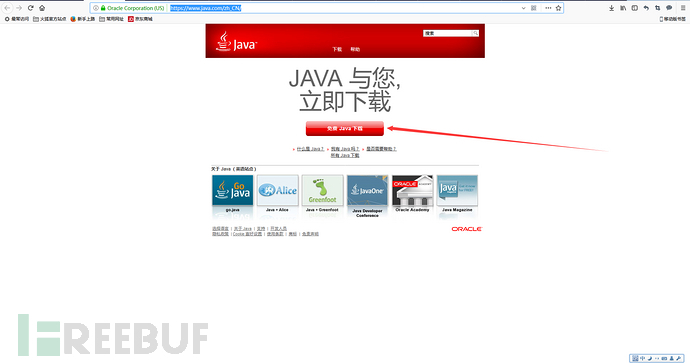 Oracle Corporation (US)
https://www.java.com/zh_CN/
最常访问 火狐官方站点 新手上路 常用网址 京东商城
移动版书签
Java
搜索
下载 帮助
JAVA 与您,
立即下载
免费 Java 下载
什么是 Java？ 我有 Java 吗？ 是否需要帮助？
所有 Java 下载
关于 Java（英语站点）
Go Java
Alice
Greenfoot
JavaOne
ORACLE ACADEMY
Java
go.java
Java + Alice
Java + Greenfoot
Java Developer Conference
Oracle Academy
Java Magazine
选择语言 | 关于 Java | 支持 | 开发人员
隐私政策 | Cookie 喜好设置 | 使用条款 | 商标 | 免责声明
ORACLE
FREEBUF
中